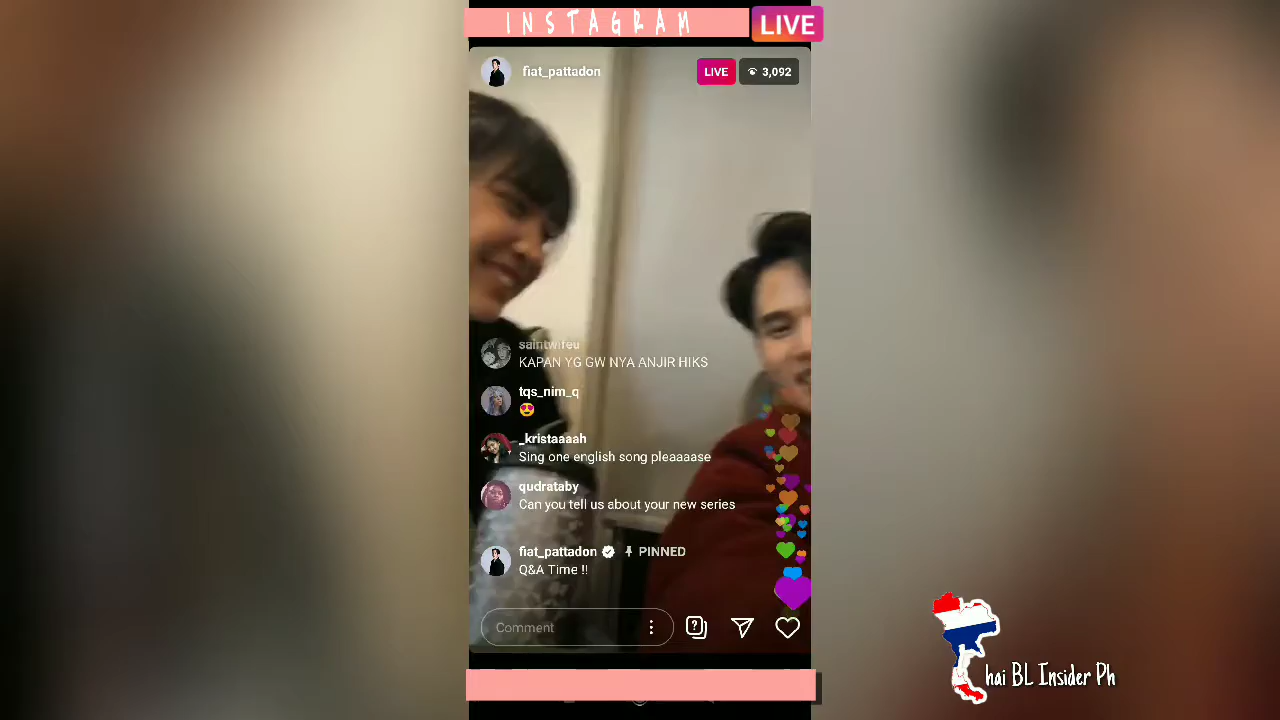 INSTAGRAM
LIVE
fiat_pattadon
LIVE
3,092
saintwifeu
KAPAN YG GW NYA ANJIR HIKS
tqs_nim_q
_kristaaaah
Sing one english song pleaaaase
qudrataby
Can you tell us about your new series
fiat_pattadon PINNED
Q&A Time !!
Comment
hai BL Insider Ph